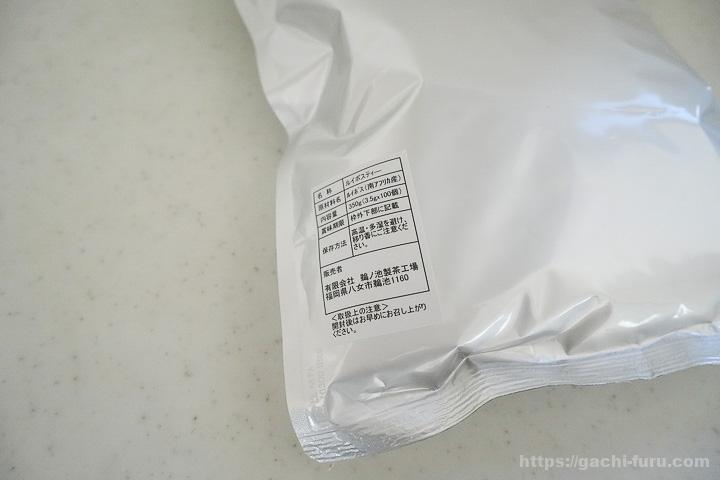 名 称 ルイボスティー
原材料名 ルイボス(南アフリカ産)
内容量 350g(3.5g×100個)
賞味期限 枠外下部に記載
保存方法 高温・多湿を避け、
移り香にご注意くだ
さい。
販売者
有限会社 鵜ノ池製茶工場
福岡県八女市鵜池1160
<取扱上の注意>
開封後はお早めにお召し上がり
ください。
https://gachi-furu.com